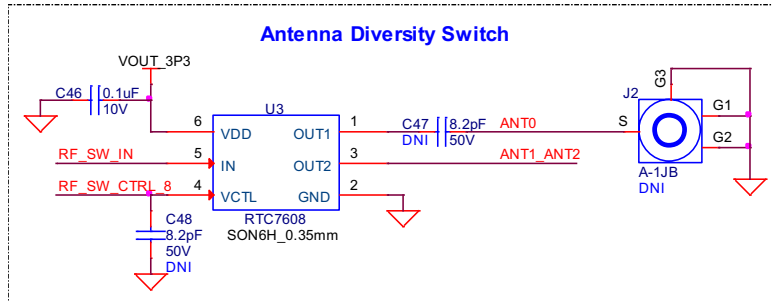 Antenna Diversity Switch
VOUT_3P3
C46
0.1uF
10V
U3
6
VDD
OUT1
1
C47
DNI
8.2pF
50V
ANT0
RF_SW_IN
5
IN
OUT2
3
ANT1_ANT2
RF_SW_CTRL_8
4
VCTL
GND
2
RTC7608
SON6H_0.35mm
C48
8.2pF
50V
DNI
J2
G3
S
G1
G2
A-1JB
DNI